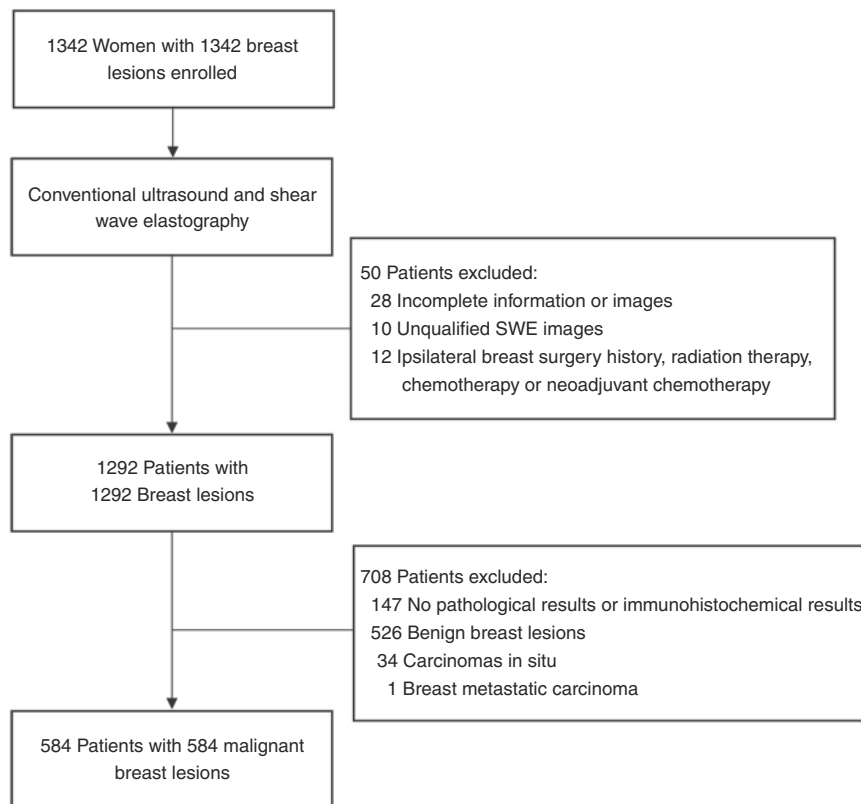 1342 Women with 1342 breast
lesions enrolled
Conventional ultrasound and shear
wave elastography
50 Patients excluded:
28 Incomplete information or images
10 Unqualified SWE images
12 Ipsilateral breast surgery history, radiation therapy,
chemotherapy or neoadjuvant chemotherapy
1292 Patients with
1292 Breast lesions
708 Patients excluded:
147 No pathological results or immunohistochemical results
526 Benign breast lesions
34 Carcinomas in situ
1 Breast metastatic carcinoma
584 Patients with 584 malignant
breast lesions